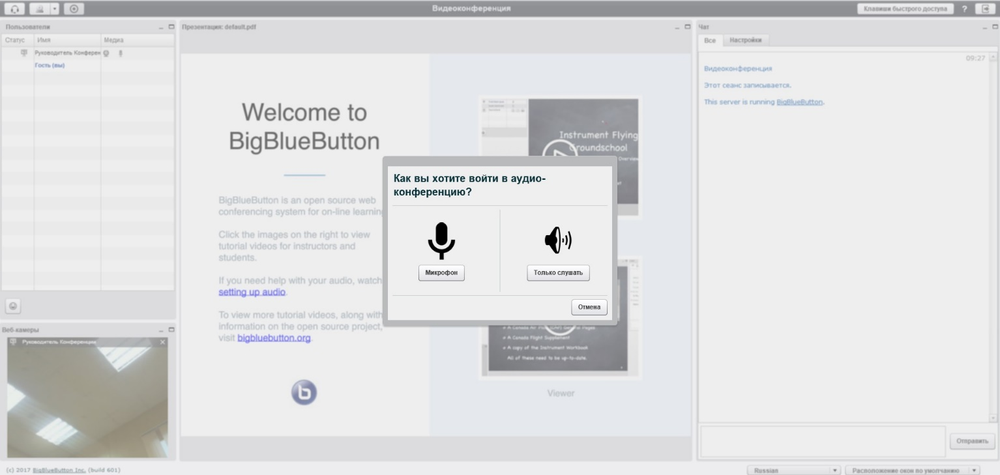 Видеоконференция
Клавиши быстрого доступа
?
Пользователи
Статус Имя Медиа
Руководитель Конферен
Гость (вы)
Веб-камеры
Руководитель Конференции
Презентация: default.pdf
Welcome to
BigBlueButton
BigBlueButton is an open source web
conferencing system for on-line learnin
Click the images on the right to view
tutorial videos for instructors and
students.
If you need help with your audio, watch
setting up audio.
To view more tutorial videos, along with
information on the open source project,
visit bigbluebutton.org.
Instrument Flying
Groundschool
Overview
Как вы хотите войти в аудио-
конференцию?
Микрофон
Только слушать
Отмена
A Canada Flight Supplement
A copy of the Instrument Workbook
All of these need to be up-to-date.
Viewer
Чат
Все Настройки
09:27
Видеоконференция
Этот сеанс записывается.
This server is running BigBlueButton.
Отправить
(c) 2017 BigBlueButton Inc. (build 601)
Russian
Расположение окон по умолчанию